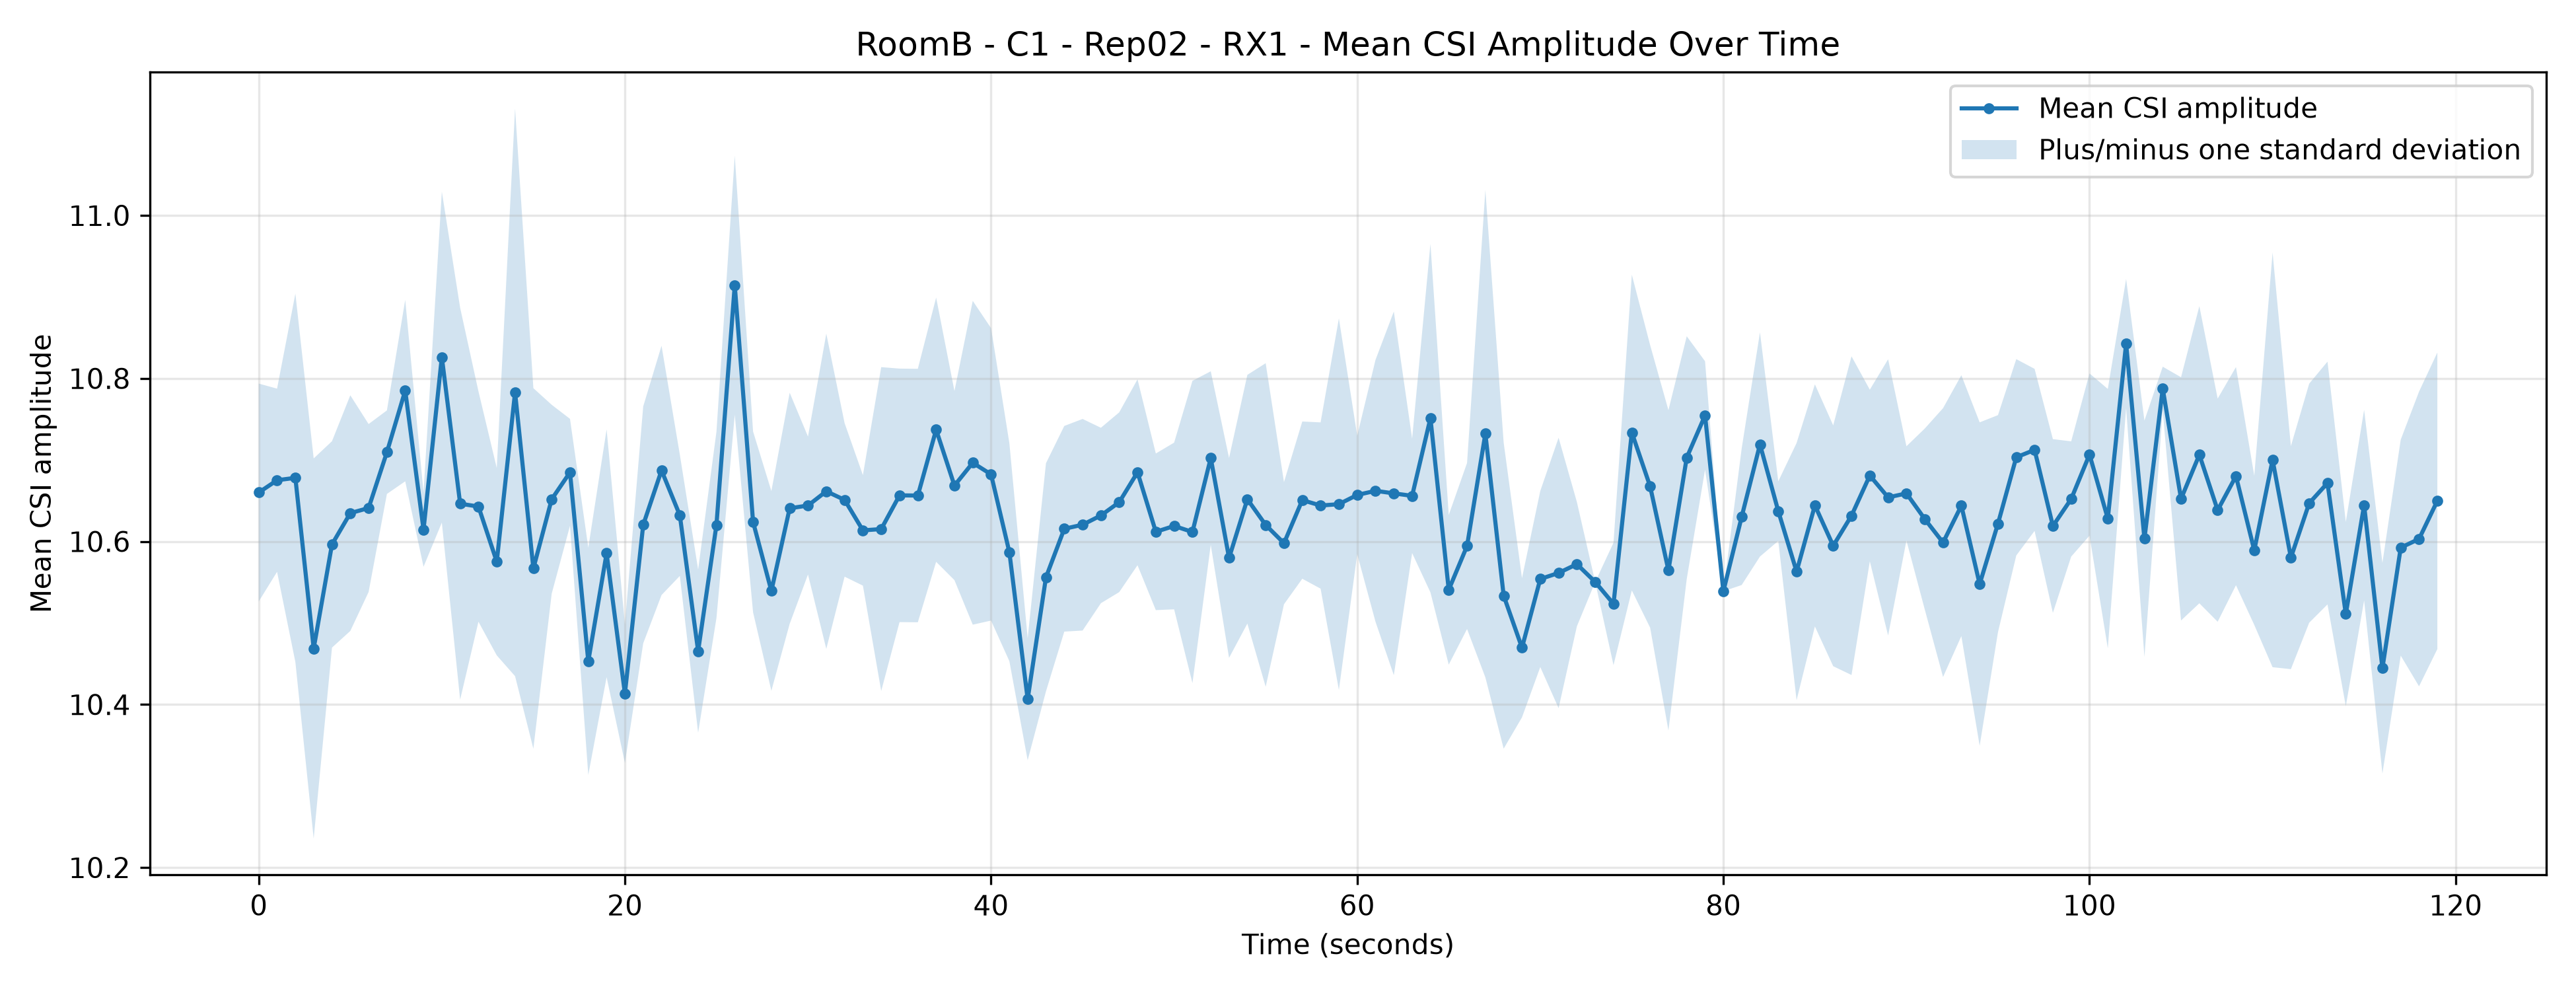 RoomB - C1 - Rep02 - RX1 - Mean CSI Amplitude Over Time
Mean CSI amplitude
Plus/minus one standard deviation
Mean CSI amplitude
11.0
10.8
10.6
10.4
10.2
0 20 40 60 80 100 120
Time (seconds)